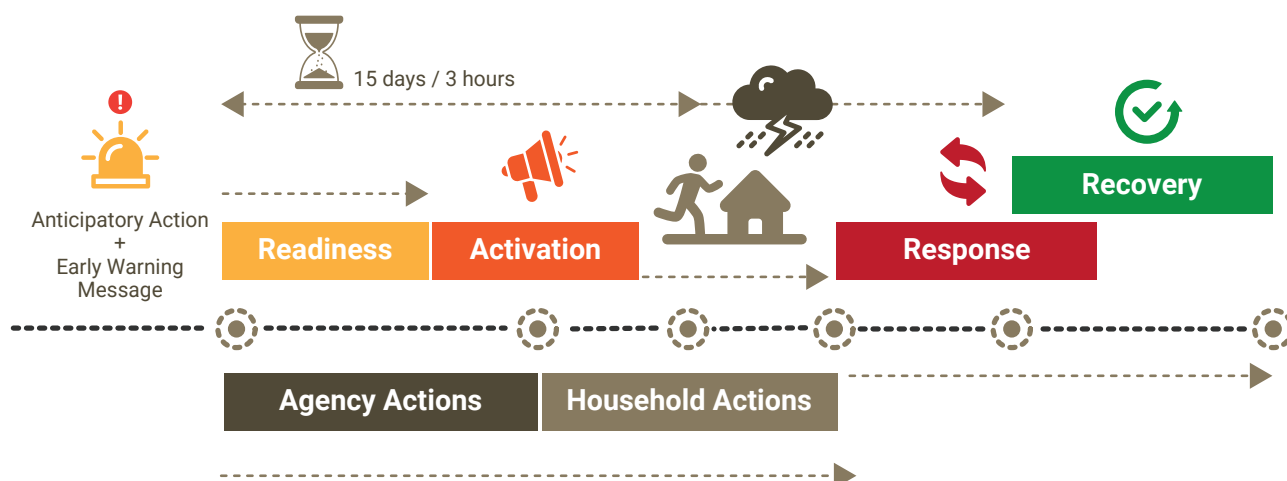 15 days / 3 hours
Anticipatory Action
+
Early Warning
Message
Readiness
Activation
Response
Recovery
Agency Actions
Household Actions